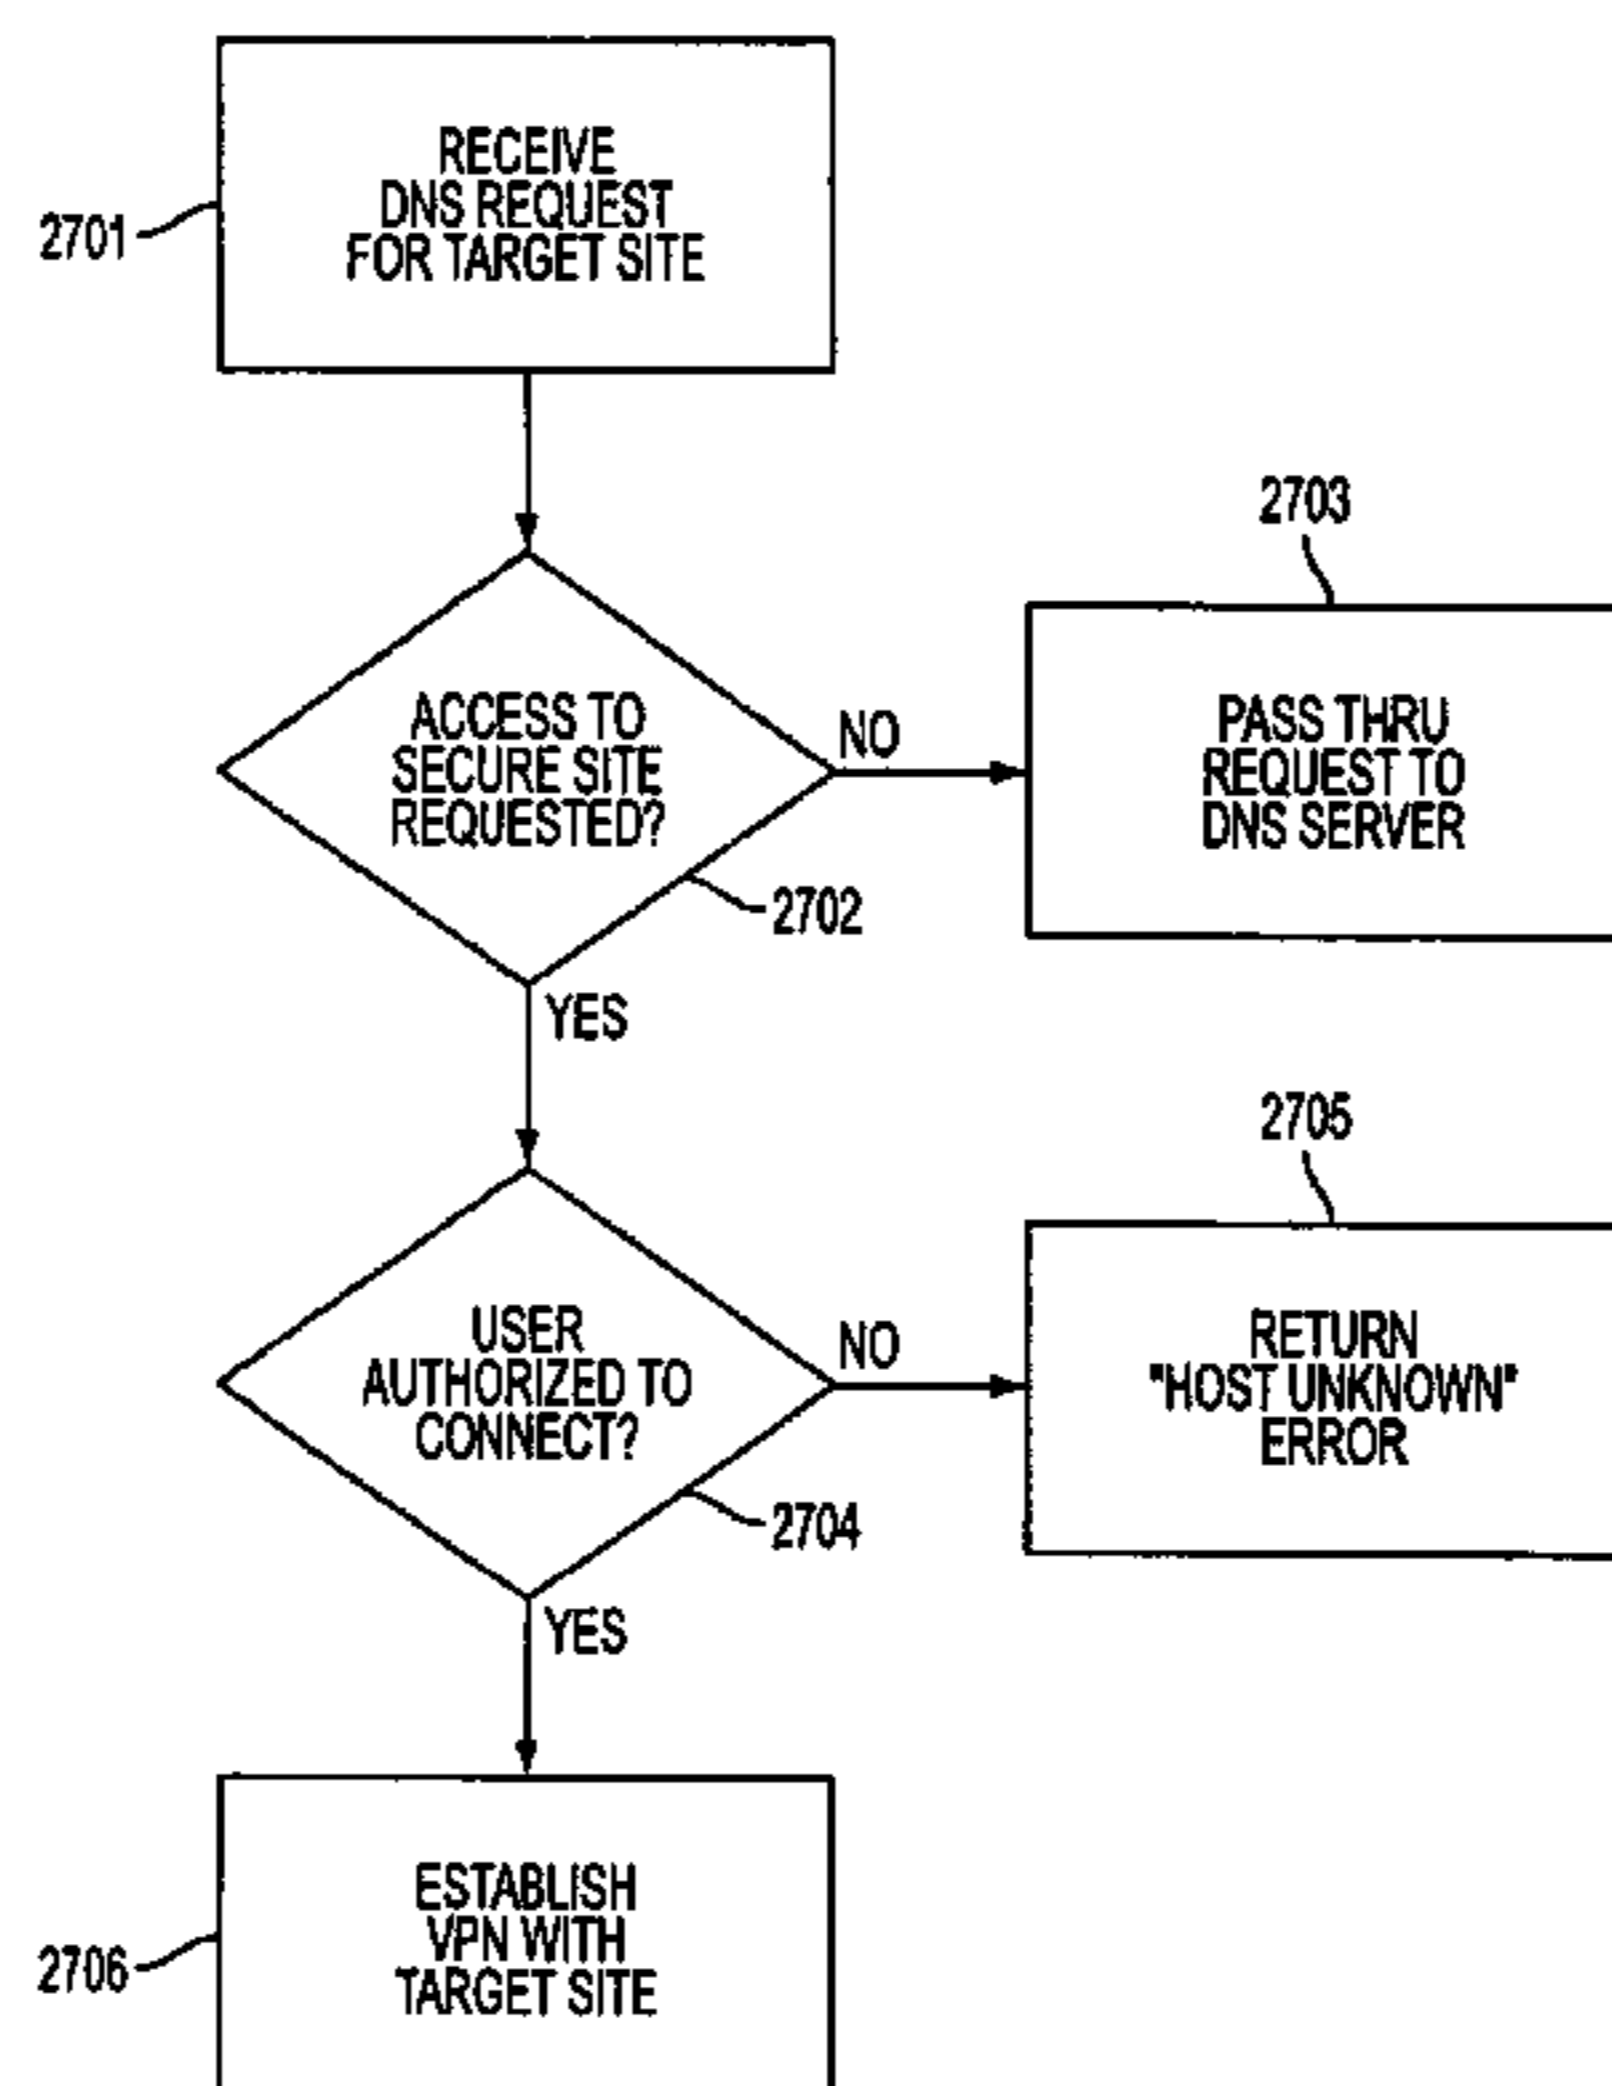 RECEIVE
DNS REQUEST
FOR TARGET SITE
2701
2703
ACCESS TO
SECURE SITE
REQUESTED?
NO
PASS THRU
REQUEST TO
DNS SERVER
2702
YES
2705
USER
AUTHORIZED TO
CONNECT?
NO
RETURN
"HOST UNKNOWN"
ERROR
2704
YES
ESTABLISH
VPN WITH
TARGET SITE
2706